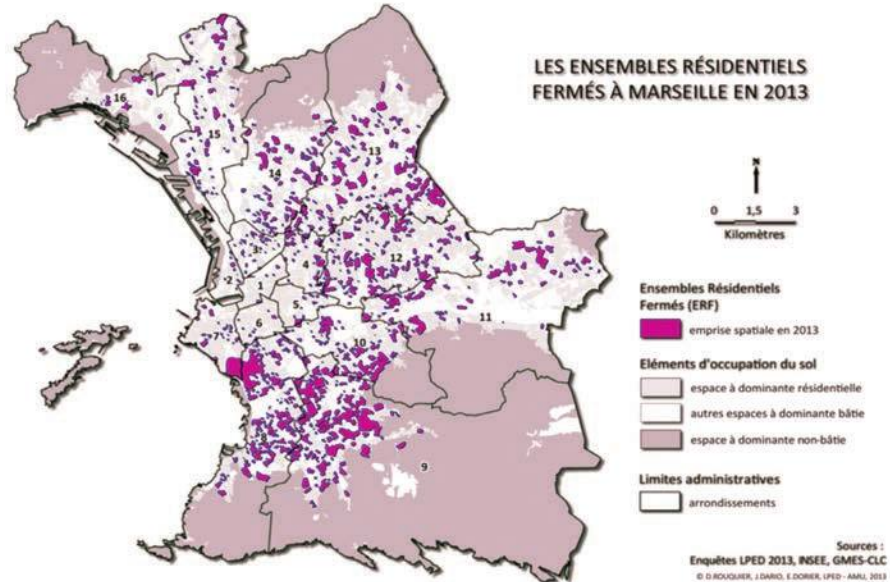 LES ENSEMBLES RÉSIDENTIELS
FERMÉS À MARSEILLE EN 2013
N
0 1,5 3
Kilomètres
16
15
14
13
3
4
12
2
1
5
11
7
6
10
8
9
Ensembles Résidentiels
Fermés (ERF)
emprise spatiale en 2013
Eléments d'occupation du sol
espace à dominante résidentielle
autres espaces à dominante bâtie
espace à dominante non-bâtie
Limites administratives
arrondissements
Sources :
Enquêtes LPED 2013, INSEE, GMES-CLC
© D.ROUQUIER, J.DARIO, E.DORIER, LPED - AMU, 2013